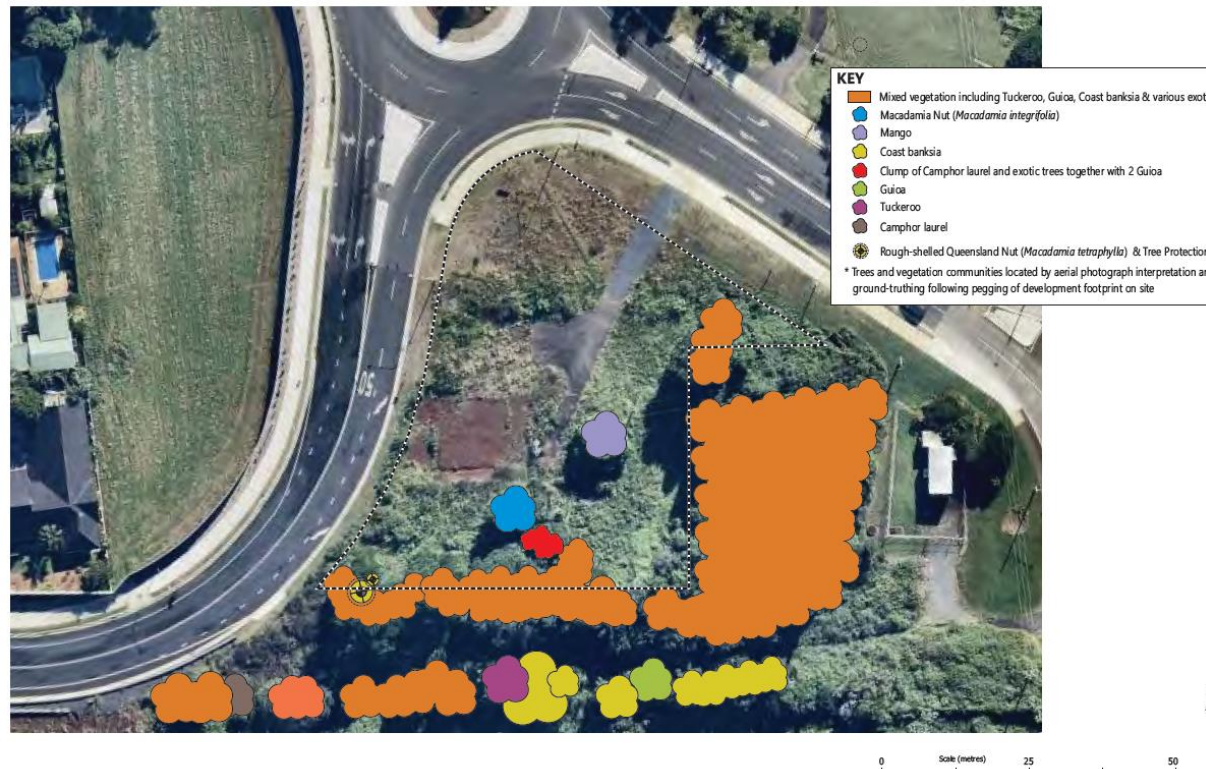 KEY
Mixed vegetation including Tuckeroo, Guioa, Coast banksia & various exot
Macadamia Nut (Macadamia integrifolia)
Mango
Coast banksia
Clump of Camphor laurel and exotic trees together with 2 Guioa
Guioa
Tuckeroo
Camphor laurel
Rough-shelled Queensland Nut (Macadamia tetraphylla) & Tree Protection
* Trees and vegetation communities located by aerial photograph interpretation an
ground-truthing following pegging of development footprint on site
50
0 Scale (metres) 25 50